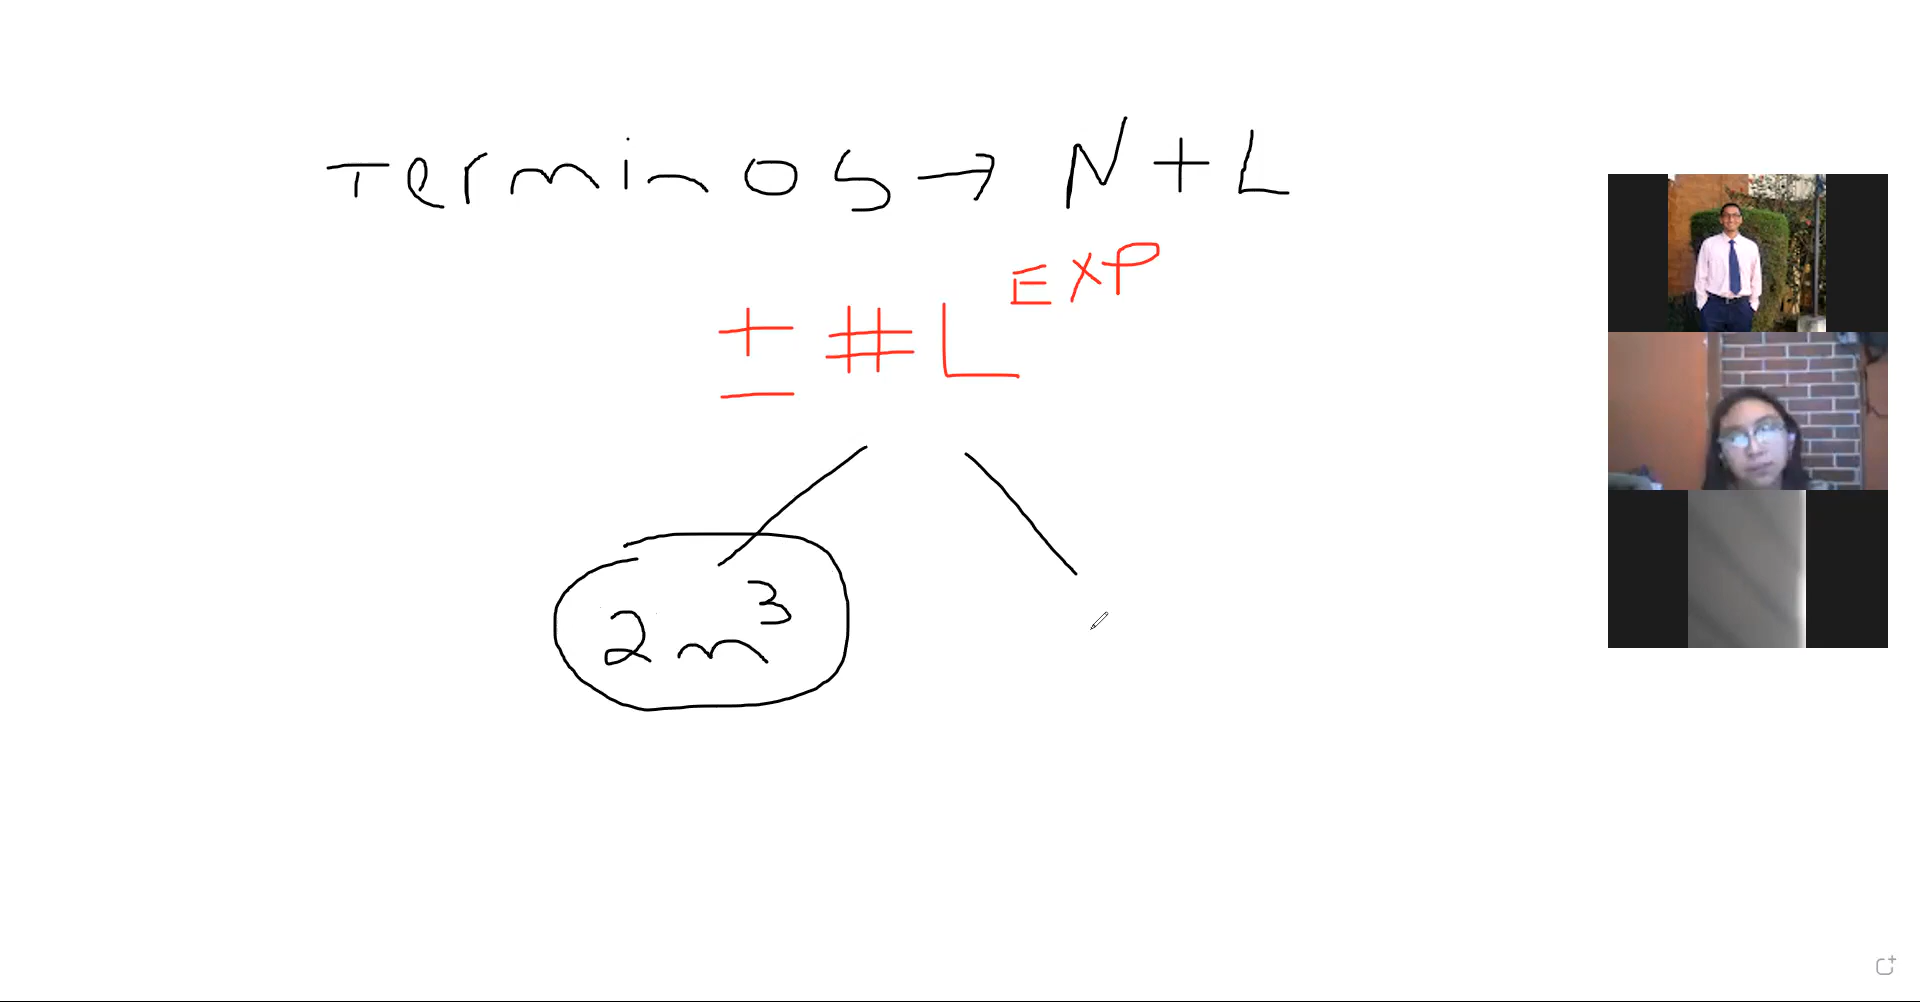 Terminos → N+L
± # L^EXP
2m³